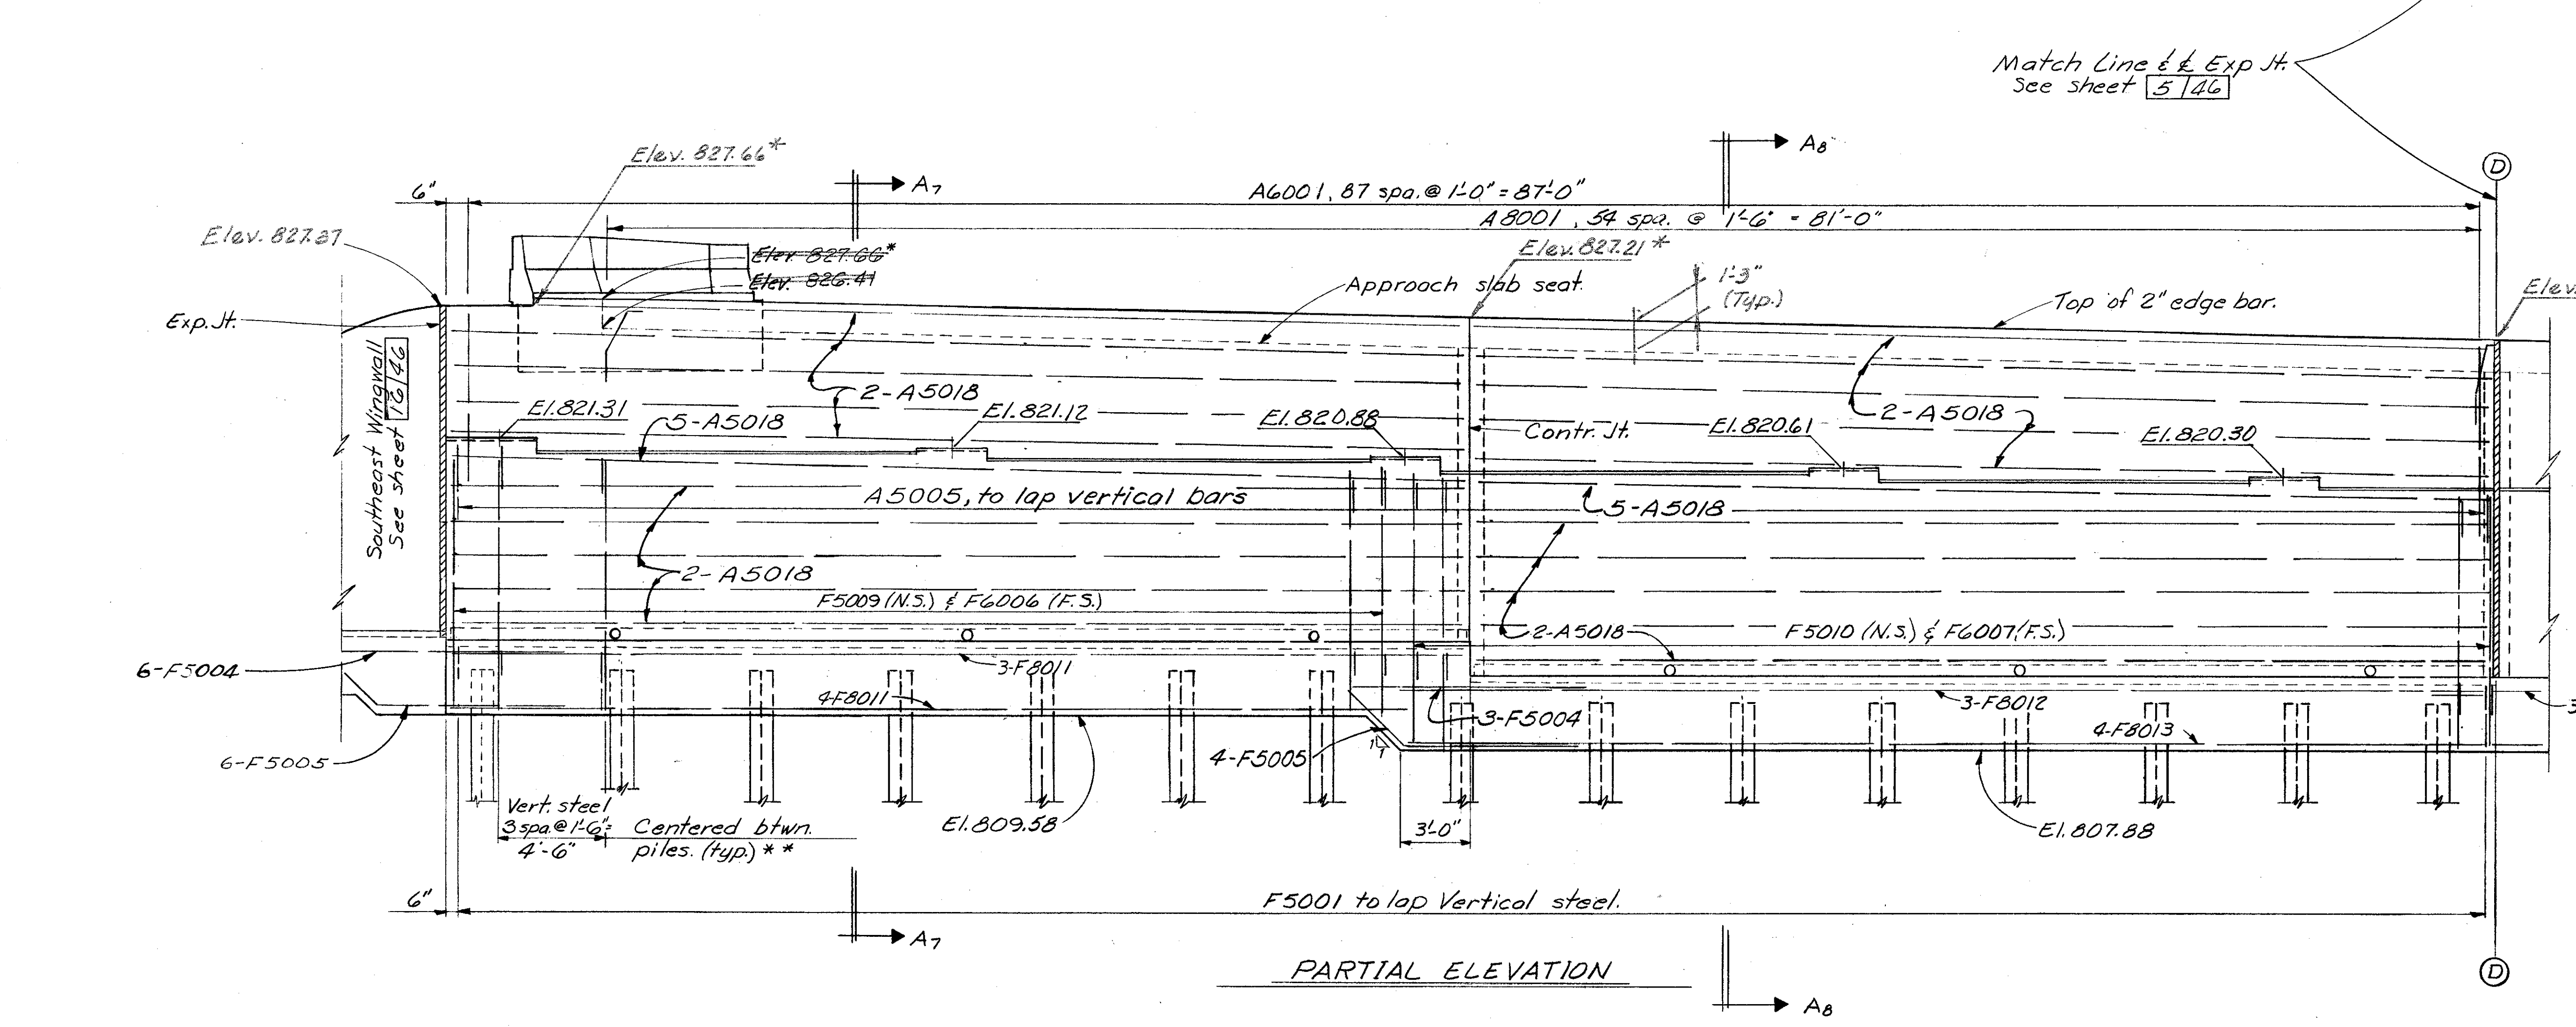 Match Line & ℄ Exp Jt.
See sheet 5/46
Elev. 827.66*
A8
D
A7
6"
A6001, 87 spa. @ 1'-0" = 87'-0"
A8001, 54 spa. @ 1'-6" = 81'-0"
Elev. 827.37
Elev. 827.66*
Elev. 826.41
Elev. 827.21*
1'-3"
(Typ.)
Approach slab seat.
Top of 2" edge bar.
Elev.
Exp. Jt.
Southeast Wingwall
See sheet 16/46
2-A5018
El. 821.31
5-A5018
El. 821.12
El. 820.88
Contr. Jt.
El. 820.61
2-A5018
El. 820.30
A5005, to lap vertical bars
5-A5018
2-A5018
F5009 (N.S.) & F6006 (F.S.)
2-A5018
F5010 (N.S.) & F6007 (F.S.)
6-F5004
3-F8011
4-F8011
3-F5004
3-F8012
3
4-F8013
6-F5005
4-F5005
1
1
Vert. steel
3 spa. @ 1'-6" =
4'-6"
Centered btwn.
piles. (typ.) **
El. 809.58
3'-0"
El. 807.88
6"
F5001 to lap Vertical steel.
A7
PARTIAL ELEVATION
D
A8